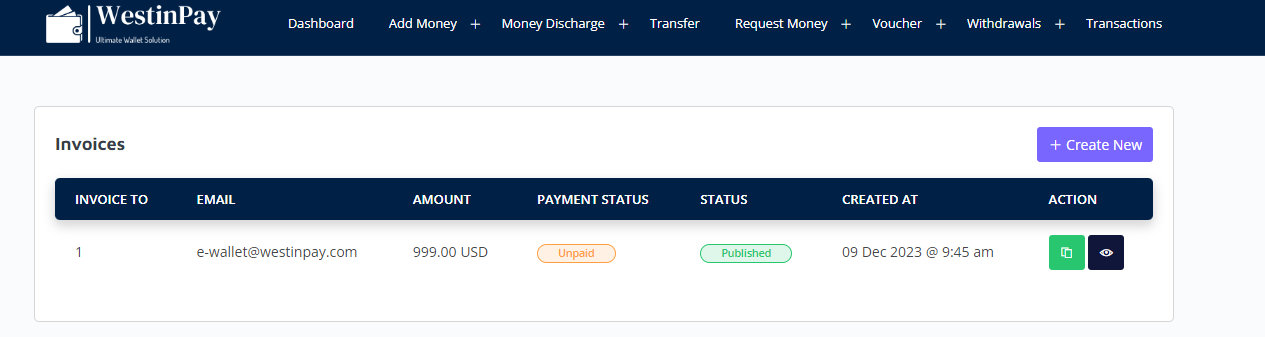 WestinPay
Ultimate Wallet Solution
Dashboard Add Money + Money Discharge + Transfer Request Money + Voucher + Withdrawals + Transactions
Invoices
+ Create New
INVOICE TO EMAIL AMOUNT PAYMENT STATUS STATUS CREATED AT ACTION
1 e-wallet@westinpay.com 999.00 USD Unpaid Published 09 Dec 2023 @ 9:45 am